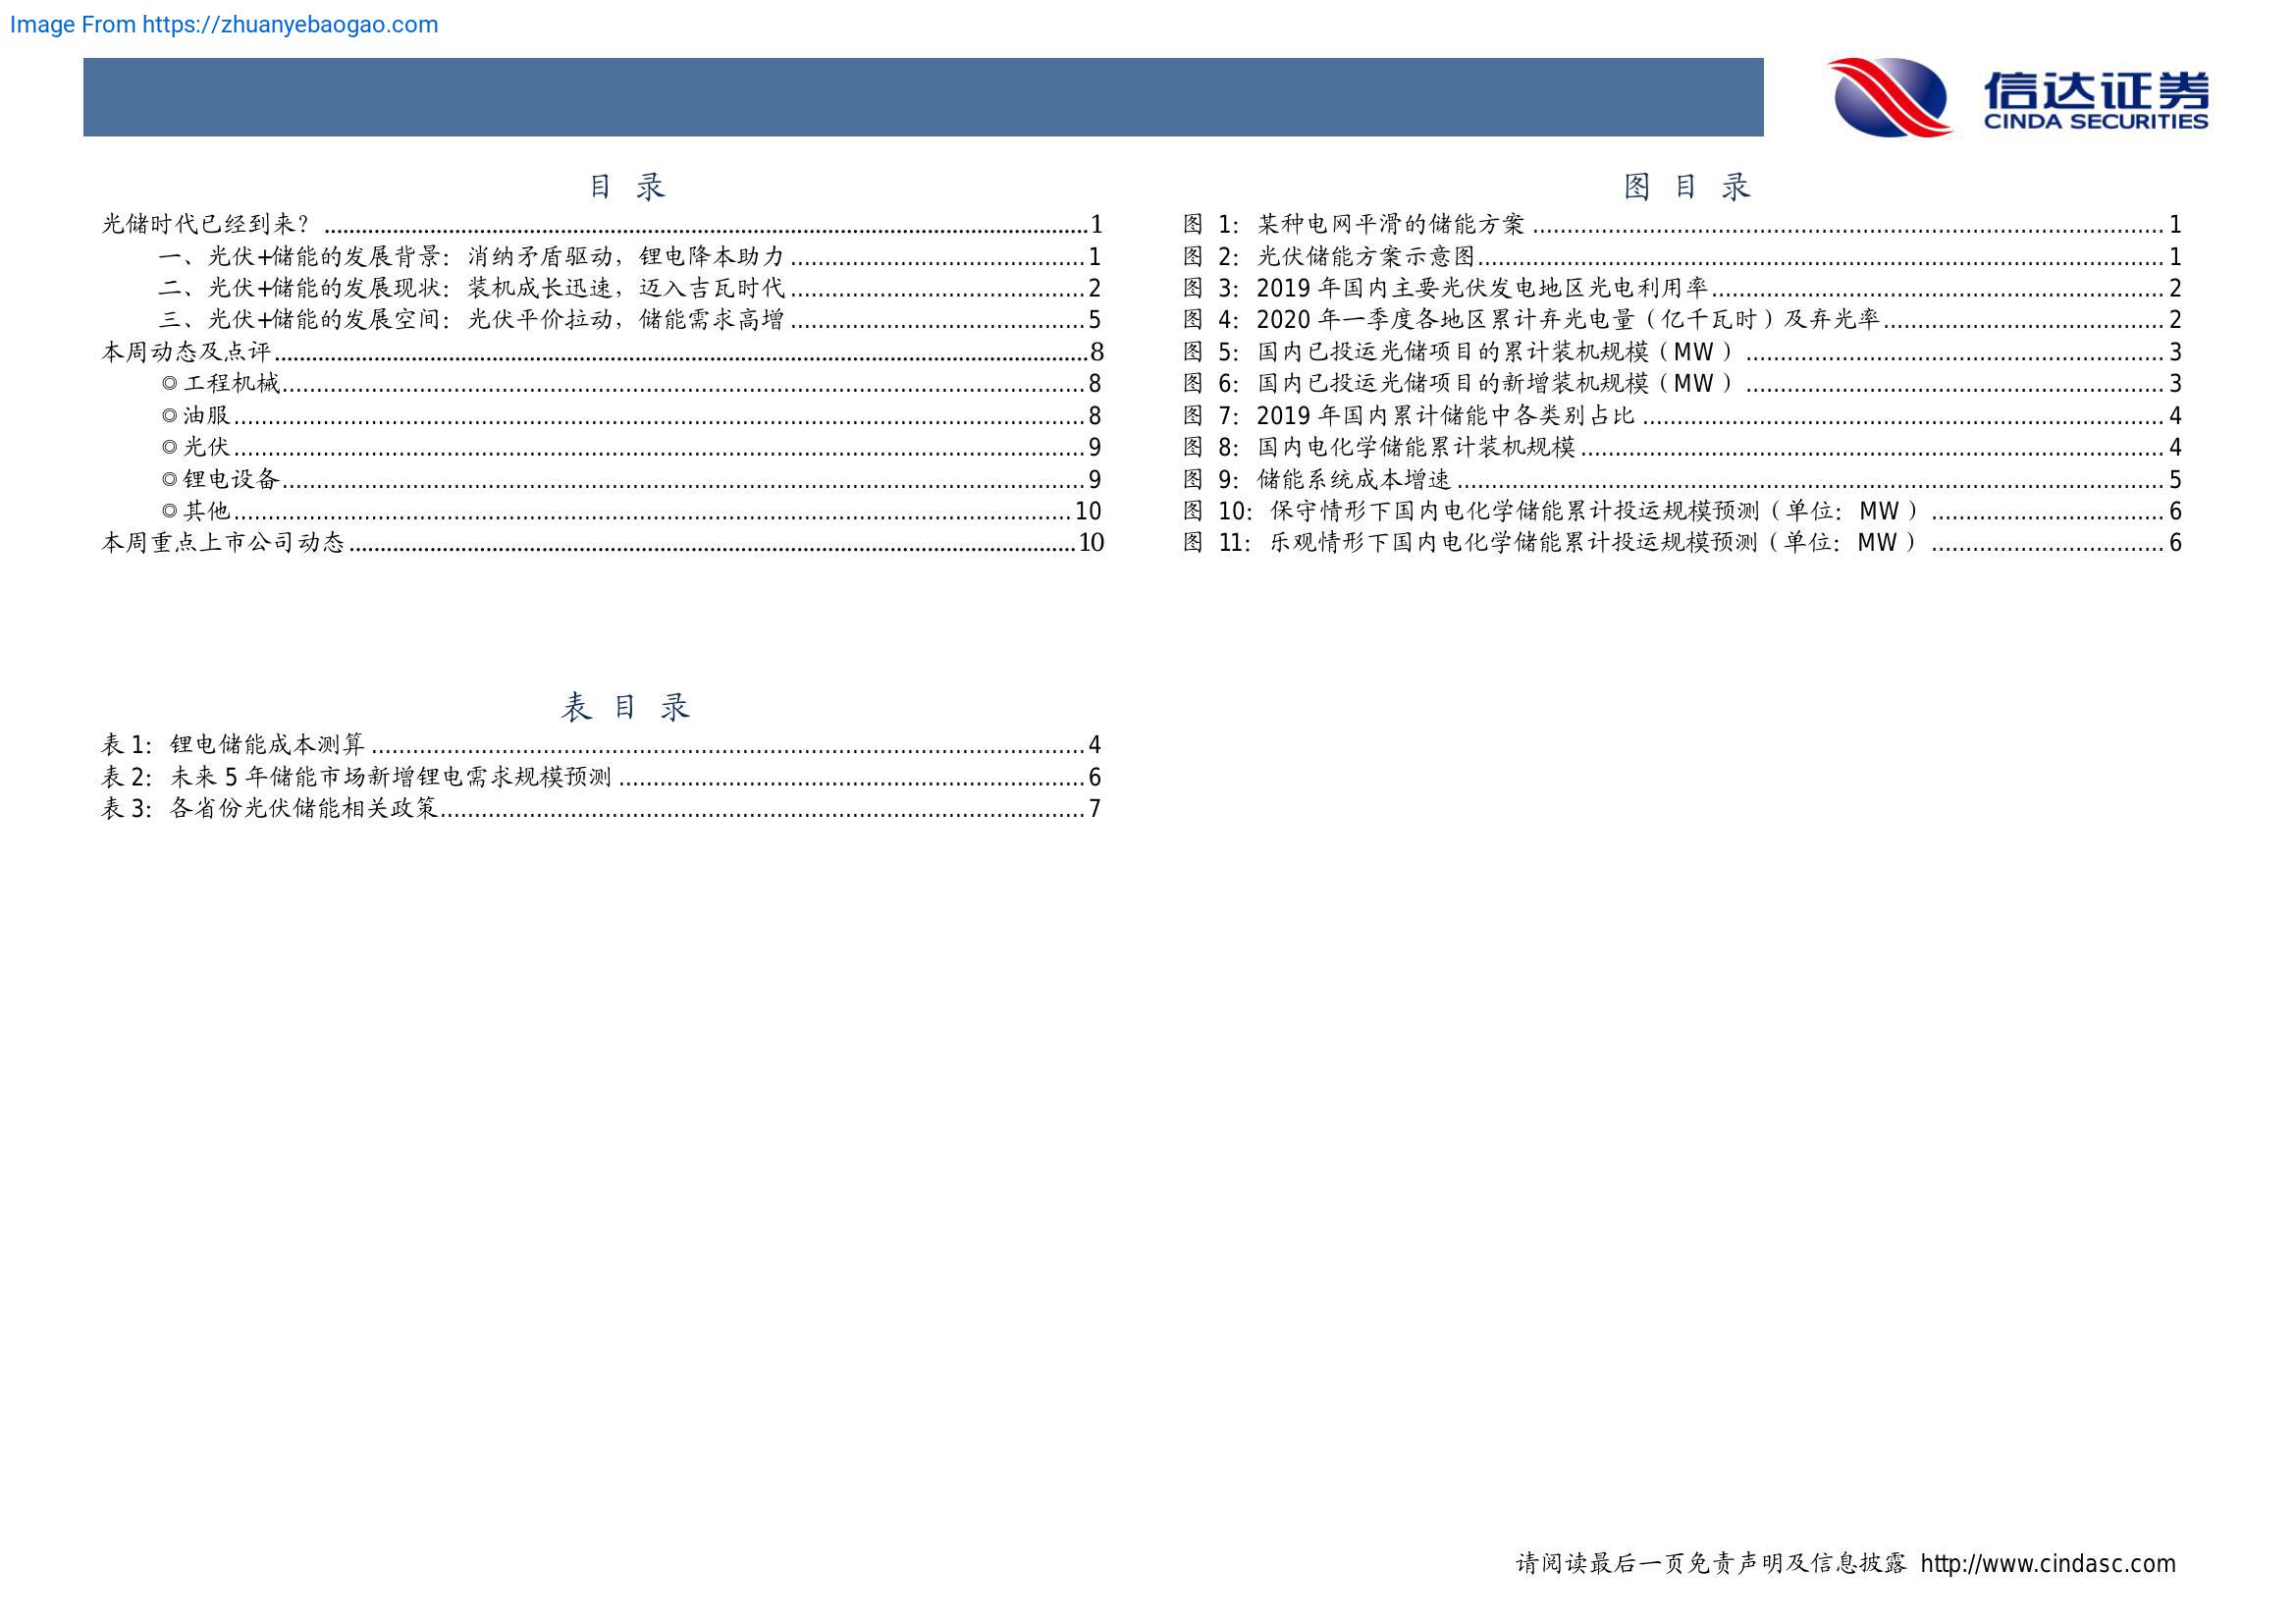 Image From https://zhuanyebaogao.com
信达证券
CINDA SECURITIES
目 录
光储时代已经到来? ........ 1
一、光伏+储能的发展背景：消纳矛盾驱动，锂电降本助力 ........ 1
二、光伏+储能的发展现状：装机成长迅速，迈入吉瓦时代 ........ 2
三、光伏+储能的发展空间：光伏平价拉动，储能需求高增 ........ 5
本周动态及点评 ........ 8
◎工程机械 ........ 8
◎油服 ........ 8
◎光伏 ........ 9
◎锂电设备 ........ 9
◎其他 ........ 10
本周重点上市公司动态 ........ 10
表 目 录
表 1：锂电储能成本测算 ........ 4
表 2：未来 5 年储能市场新增锂电需求规模预测 ........ 6
表 3：各省份光伏储能相关政策 ........ 7
图 目 录
图 1：某种电网平滑的储能方案 ........ 1
图 2：光伏储能方案示意图 ........ 1
图 3：2019 年国内主要光伏发电地区光电利用率 ........ 2
图 4：2020 年一季度各地区累计弃光电量（亿千瓦时）及弃光率 ........ 2
图 5：国内已投运光储项目的累计装机规模（MW） ........ 3
图 6：国内已投运光储项目的新增装机规模（MW） ........ 3
图 7：2019 年国内累计储能中各类别占比 ........ 4
图 8：国内电化学储能累计装机规模 ........ 4
图 9：储能系统成本增速 ........ 5
图 10：保守情形下国内电化学储能累计投运规模预测（单位：MW） ........ 6
图 11：乐观情形下国内电化学储能累计投运规模预测（单位：MW） ........ 6
请阅读最后一页免责声明及信息披露 http://www.cindasc.com